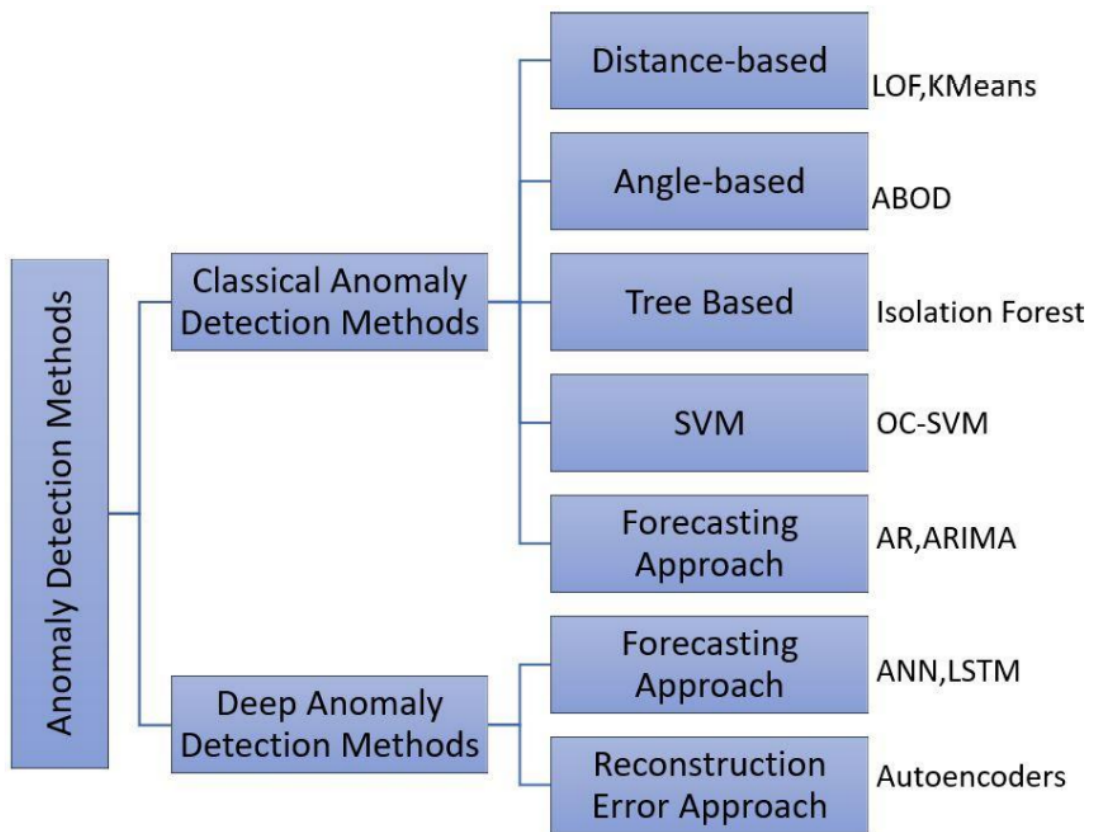 Anomaly Detection Methods
Classical Anomaly
Detection Methods
Distance-based
LOF,KMeans
Angle-based
ABOD
Tree Based
Isolation Forest
SVM
OC-SVM
Forecasting
Approach
AR,ARIMA
Deep Anomaly
Detection Methods
Forecasting
Approach
ANN,LSTM
Reconstruction
Error Approach
Autoencoders